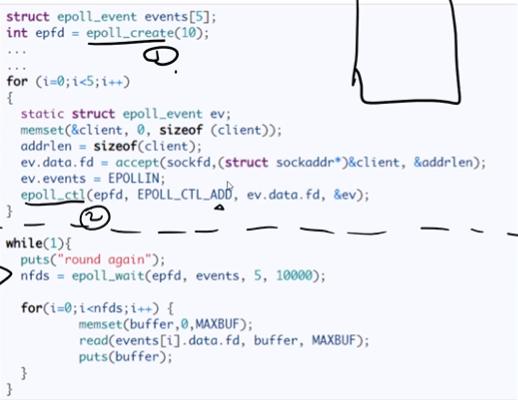 struct epoll_event events[5];
int epfd = epoll_create(10);
①
...
...
for (i=0;i<5;i++)
{
static struct epoll_event ev;
memset(&client, 0, sizeof (client));
addrlen = sizeof(client);
ev.data.fd = accept(sockfd,(struct sockaddr*)&client, &addrlen);
ev.events = EPOLLIN;
epoll_ctl(epfd, EPOLL_CTL_ADD, ev.data.fd, &ev);
}
②
while(1){
puts("round again");
nfds = epoll_wait(epfd, events, 5, 10000);
for(i=0;i<nfds;i++) {
memset(buffer,0,MAXBUF);
read(events[i].data.fd, buffer, MAXBUF);
puts(buffer);
}
}